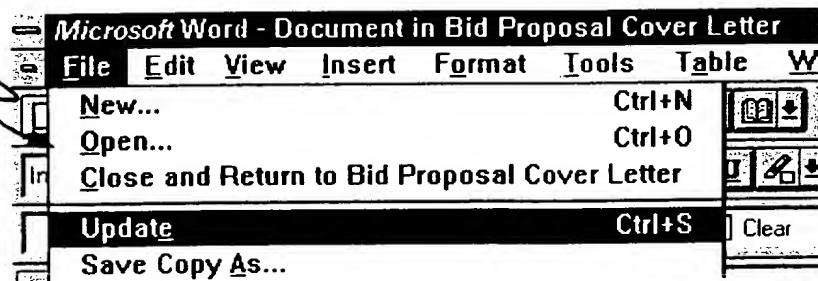 Microsoft Word - Document in Bid Proposal Cover Letter
File Edit View Insert Format Tools Table W
New... Ctrl+N
Open... Ctrl+O
In
Close and Return to Bid Proposal Cover Letter
U
Update Ctrl+S
Clear
Save Copy As...